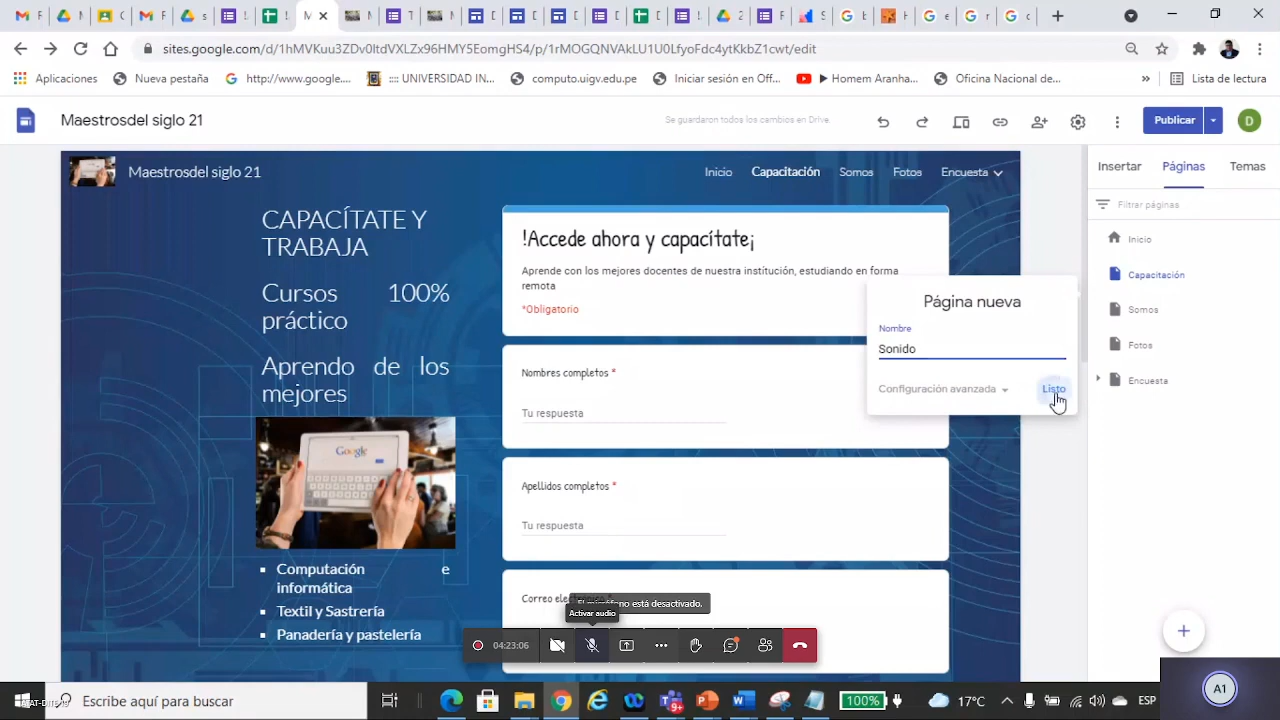 sites.google.com/d/1hMVKuu3ZDv0ltdVXLZx96HMY5EomgHS4/p/1rMOGQNVAkLU1U0LfyoFdc4ytKkbZ1cwt/edit
Aplicaciones
Nueva pestaña
http://www.google....
:::: UNIVERSIDAD IN...
computo.uigv.edu.pe
Iniciar sesión en Off...
▶ Homem Aranha...
Oficina Nacional de...
»
Lista de lectura
Maestrosdel siglo 21
Se guardaron todos los cambios en Drive.
Publicar
D
Maestrosdel siglo 21
Inicio
Capacitación
Somos
Fotos
Encuesta
Insertar
Páginas
Temas
Filtrar páginas
Inicio
Capacitación
Somos
Fotos
Encuesta
CAPACÍTATE Y
TRABAJA
Cursos 100%
práctico
Aprendo de los
mejores
Google
Computación e
informática
Textil y Sastrería
Panadería y pastelería
!Accede ahora y capacítate¡
Aprende con los mejores docentes de nuestra institución, estudiando en forma
remota
*Obligatorio
Nombres completos *
Tu respuesta
Apellidos completos *
Tu respuesta
Página nueva
Nombre
Sonido
Configuración avanzada
Listo
no está desactivado.
Activar audio
04:23:06
A1
Escribe aquí para buscar
9+
100%
17°C
ESP